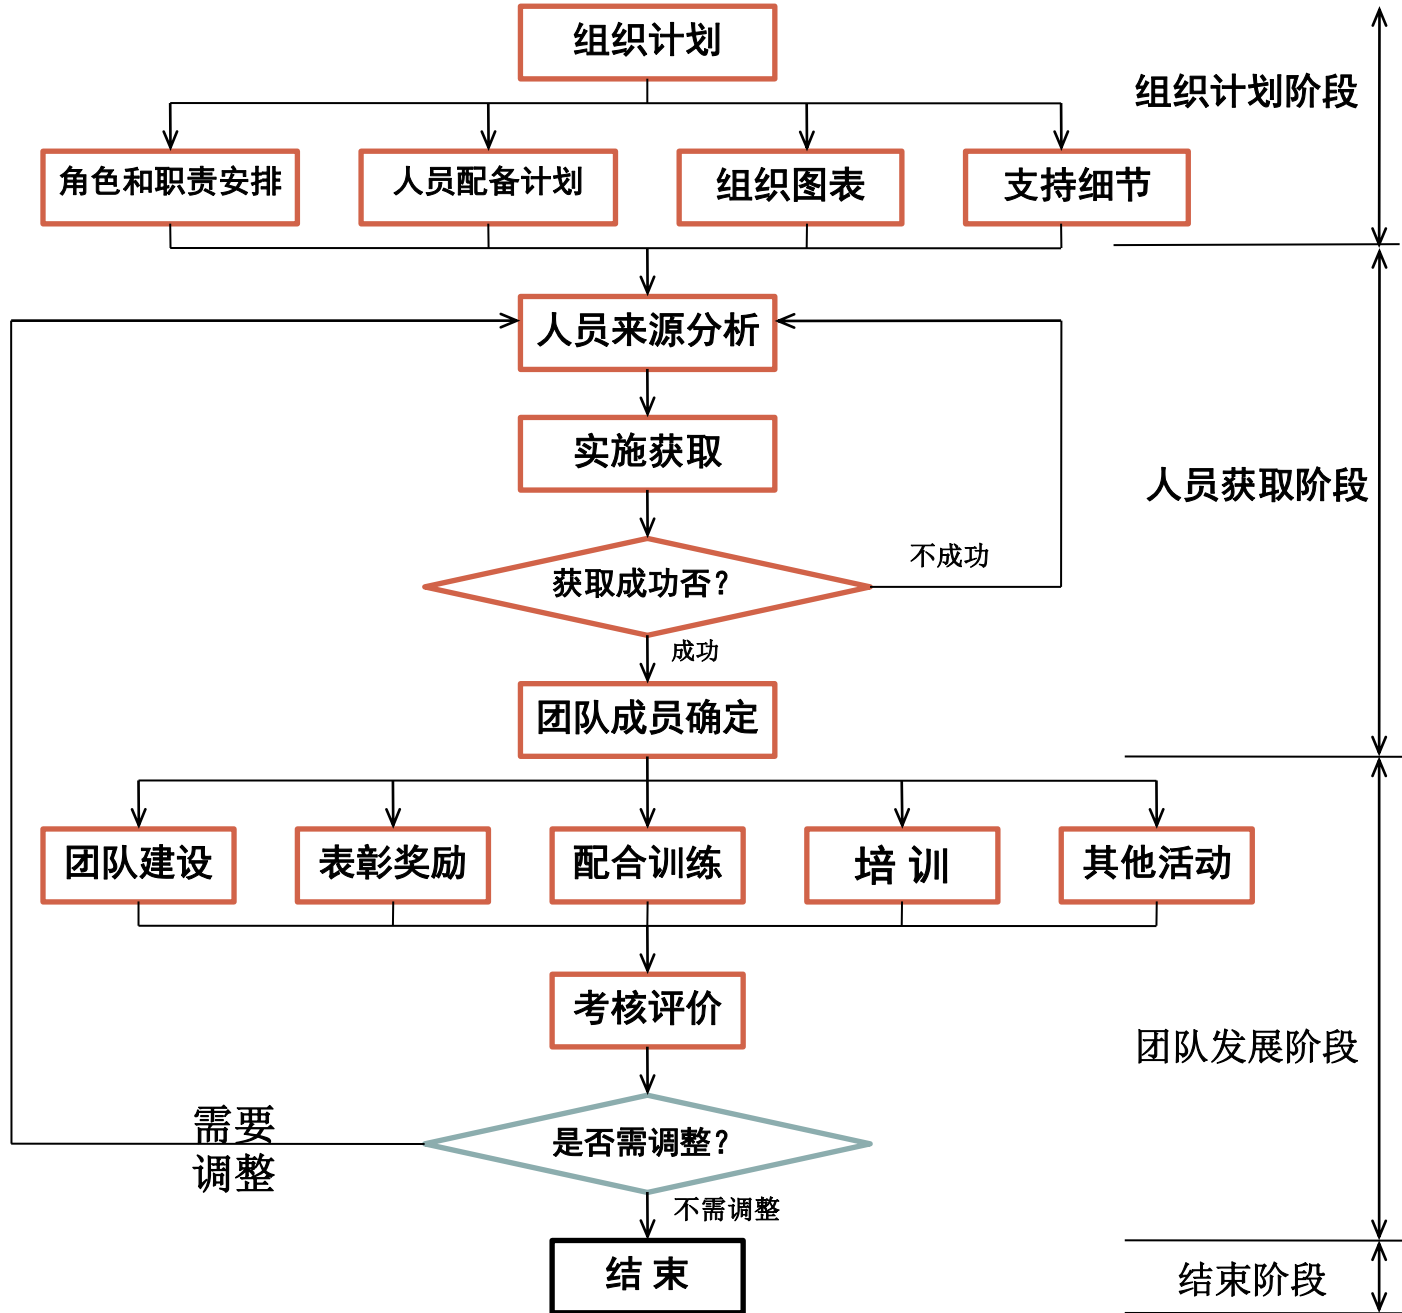 组织计划
组织计划阶段
角色和职责安排
人员配备计划
组织图表
支持细节
人员来源分析
实施获取
人员获取阶段
获取成功否?
不成功
成功
团队成员确定
团队建设
表彰奖励
配合训练
培 训
其他活动
考核评价
团队发展阶段
需要
调整
是否需调整?
不需调整
结 束
结束阶段